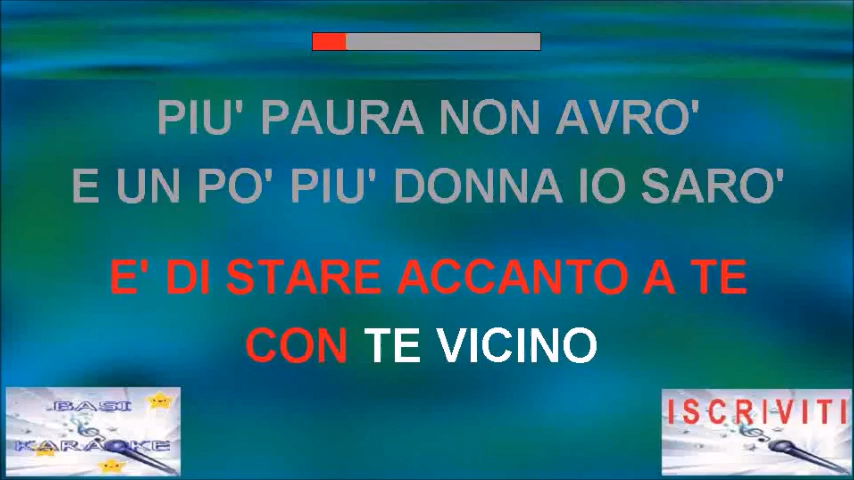 PIU' PAURA NON AVRO'
E UN PO' PIU' DONNA IO SARO'
E' DI STARE ACCANTO A TE
CON TE VICINO
BASI
KARAOKE
ISCRIVITI